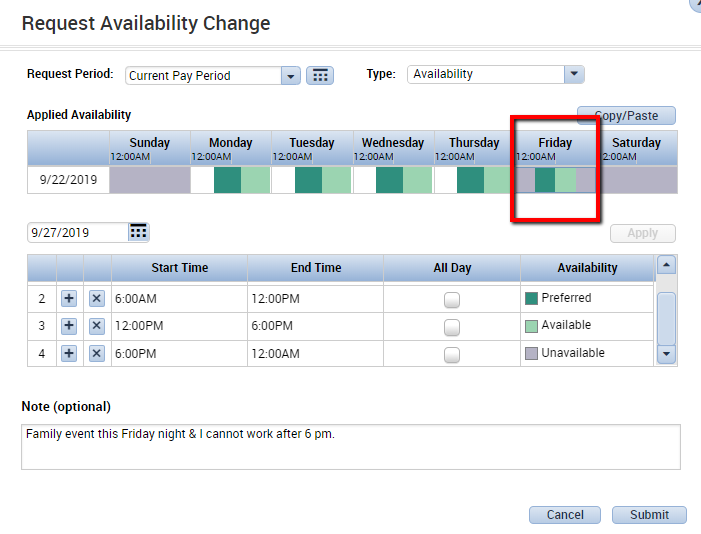 Request Availability Change
Request Period: Current Pay Period Type: Availability
Applied Availability Copy/Paste
Sunday Monday Tuesday Wednesday Thursday Friday Saturday
12:00AM 12:00AM 12:00AM 12:00AM 12:00AM 12:00AM 2:00AM
9/22/2019
9/27/2019 Apply
Start Time End Time All Day Availability
2 + × 6:00AM 12:00PM Preferred
3 + × 12:00PM 6:00PM Available
4 + × 6:00PM 12:00AM Unavailable
Note (optional)
Family event this Friday night & I cannot work after 6 pm.
Cancel Submit